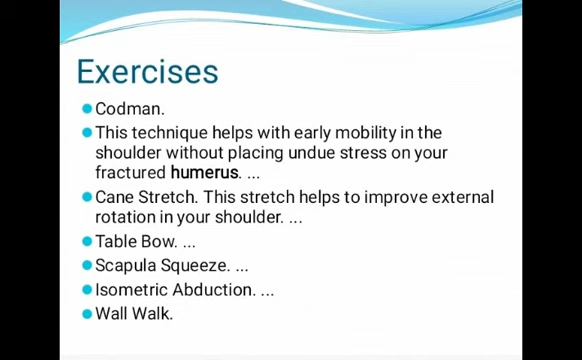 Exercises
Codman.
This technique helps with early mobility in the
shoulder without placing undue stress on your
fractured humerus. ...
Cane Stretch. This stretch helps to improve external
rotation in your shoulder. ...
Table Bow. ...
Scapula Squeeze. ...
Isometric Abduction. ...
Wall Walk.